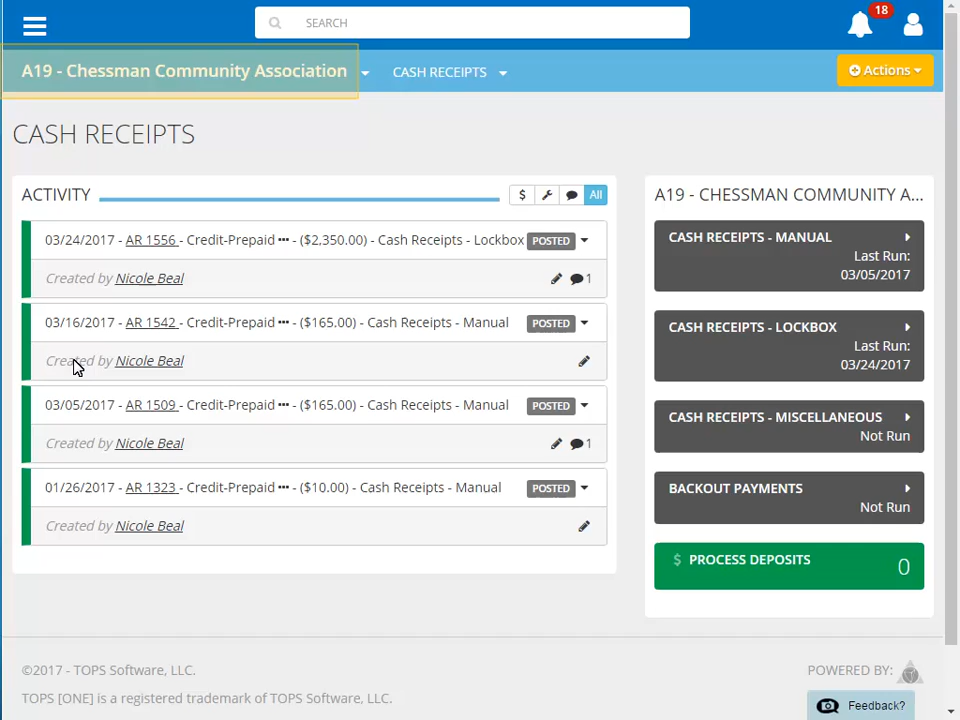 SEARCH
18
A19 - Chessman Community Association
CASH RECEIPTS
Actions
CASH RECEIPTS
ACTIVITY
$
All
03/24/2017 - AR 1556 - Credit-Prepaid ••• - ($2,350.00) - Cash Receipts - Lockbox POSTED
Created by Nicole Beal
1
03/16/2017 - AR 1542 - Credit-Prepaid ••• - ($165.00) - Cash Receipts - Manual POSTED
Created by Nicole Beal
03/05/2017 - AR 1509 - Credit-Prepaid ••• - ($165.00) - Cash Receipts - Manual POSTED
Created by Nicole Beal
1
01/26/2017 - AR 1323 - Credit-Prepaid ••• - ($10.00) - Cash Receipts - Manual POSTED
Created by Nicole Beal
A19 - CHESSMAN COMMUNITY A...
CASH RECEIPTS - MANUAL
Last Run:
03/05/2017
CASH RECEIPTS - LOCKBOX
Last Run:
03/24/2017
CASH RECEIPTS - MISCELLANEOUS
Not Run
BACKOUT PAYMENTS
Not Run
$ PROCESS DEPOSITS
0
©2017 - TOPS Software, LLC.
TOPS [ONE] is a registered trademark of TOPS Software, LLC.
POWERED BY:
Feedback?